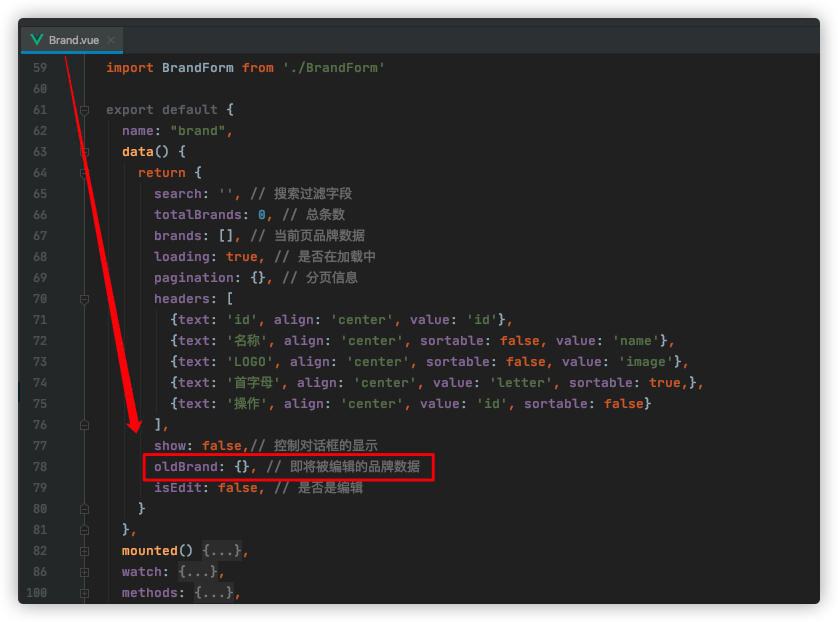 Brand.vue
59 import BrandForm from './BrandForm'
60
61 export default {
62 name: "brand",
63 data() {
64 return {
65 search: '', // 搜索过滤字段
66 totalBrands: 0, // 总条数
67 brands: [], // 当前页品牌数据
68 loading: true, // 是否在加载中
69 pagination: {}, // 分页信息
70 headers: [
71 {text: 'id', align: 'center', value: 'id'},
72 {text: '名称', align: 'center', sortable: false, value: 'name'},
73 {text: 'LOGO', align: 'center', sortable: false, value: 'image'},
74 {text: '首字母', align: 'center', value: 'letter', sortable: true,},
75 {text: '操作', align: 'center', value: 'id', sortable: false}
76 ],
77 show: false,// 控制对话框的显示
78 oldBrand: {}, // 即将被编辑的品牌数据
79 isEdit: false, // 是否是编辑
80 }
81 },
82 mounted() {...},
86 watch: {...},
100 methods: {...},